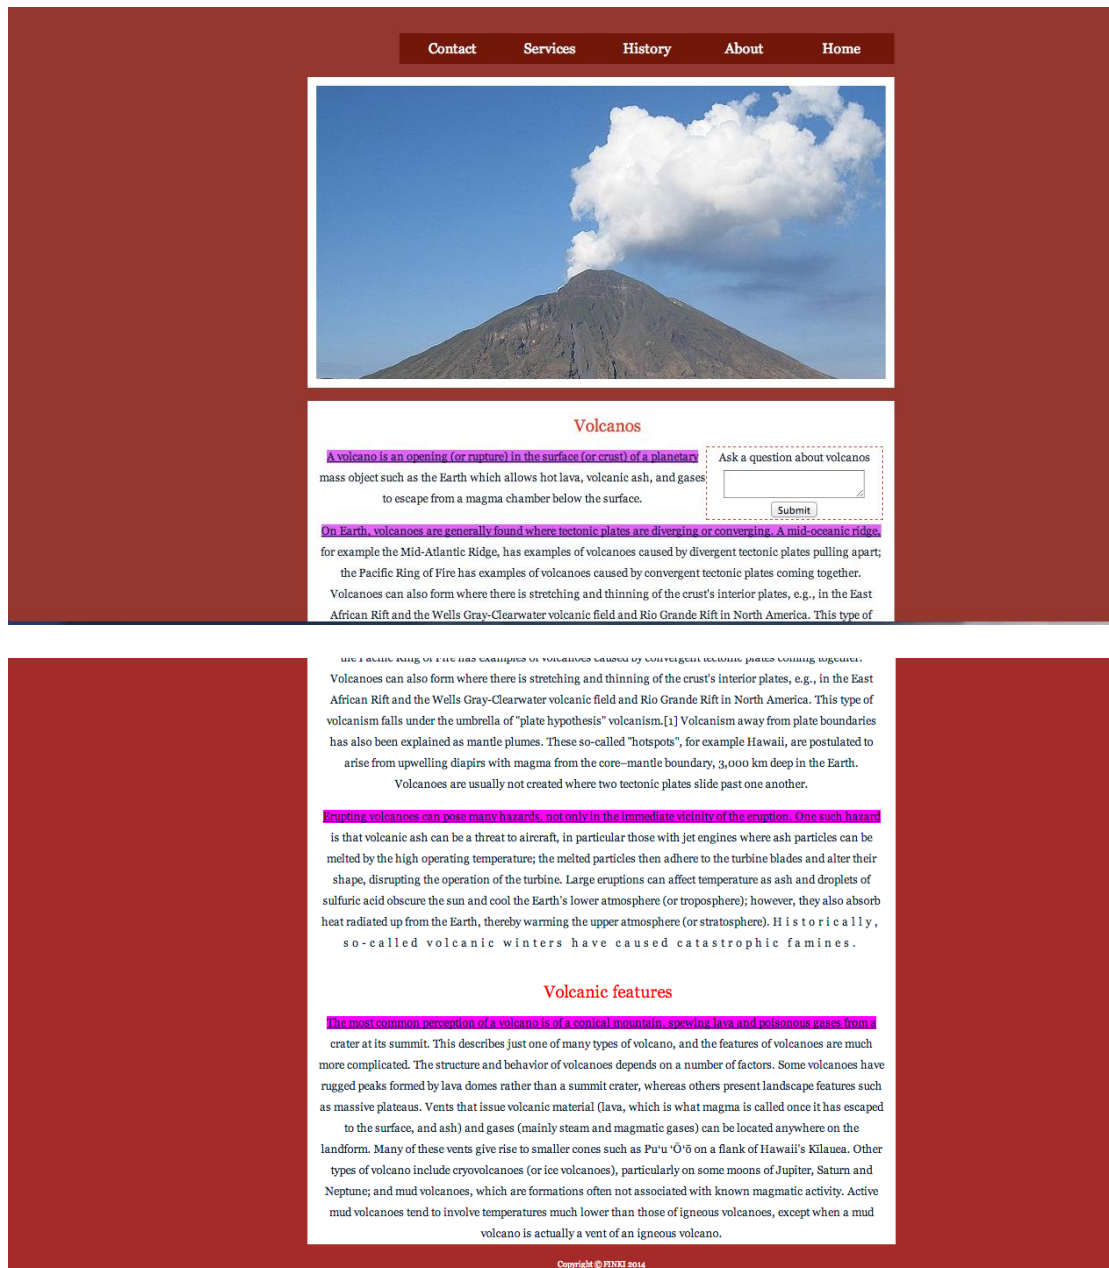 Contact Services History About Home
Volcanos
A volcano is an opening (or rupture) in the surface (or crust) of a planetary
mass object such as the Earth which allows hot lava, volcanic ash, and gases
to escape from a magma chamber below the surface.
Ask a question about volcanos
Submit
On Earth, volcanoes are generally found where tectonic plates are diverging or converging. A mid-oceanic ridge,
for example the Mid-Atlantic Ridge, has examples of volcanoes caused by divergent tectonic plates pulling apart;
the Pacific Ring of Fire has examples of volcanoes caused by convergent tectonic plates coming together.
Volcanoes can also form where there is stretching and thinning of the crust's interior plates, e.g., in the East
African Rift and the Wells Gray-Clearwater volcanic field and Rio Grande Rift in North America. This type of
the Pacific Ring of Fire has examples of volcanoes caused by convergent tectonic plates coming together.
Volcanoes can also form where there is stretching and thinning of the crust's interior plates, e.g., in the East
African Rift and the Wells Gray-Clearwater volcanic field and Rio Grande Rift in North America. This type of
volcanism falls under the umbrella of "plate hypothesis" volcanism.[1] Volcanism away from plate boundaries
has also been explained as mantle plumes. These so-called "hotspots", for example Hawaii, are postulated to
arise from upwelling diapirs with magma from the core–mantle boundary, 3,000 km deep in the Earth.
Volcanoes are usually not created where two tectonic plates slide past one another.
Erupting volcanoes can pose many hazards, not only in the immediate vicinity of the eruption. One such hazard
is that volcanic ash can be a threat to aircraft, in particular those with jet engines where ash particles can be
melted by the high operating temperature; the melted particles then adhere to the turbine blades and alter their
shape, disrupting the operation of the turbine. Large eruptions can affect temperature as ash and droplets of
sulfuric acid obscure the sun and cool the Earth's lower atmosphere (or troposphere); however, they also absorb
heat radiated up from the Earth, thereby warming the upper atmosphere (or stratosphere). Historically,
so-called volcanic winters have caused catastrophic famines.
Volcanic features
The most common perception of a volcano is of a conical mountain, spewing lava and poisonous gases from a
crater at its summit. This describes just one of many types of volcano, and the features of volcanoes are much
more complicated. The structure and behavior of volcanoes depends on a number of factors. Some volcanoes have
rugged peaks formed by lava domes rather than a summit crater, whereas others present landscape features such
as massive plateaus. Vents that issue volcanic material (lava, which is what magma is called once it has escaped
to the surface, and ash) and gases (mainly steam and magmatic gases) can be located anywhere on the
landform. Many of these vents give rise to smaller cones such as Puʻu ʻŌʻō on a flank of Hawaii's Kīlauea. Other
types of volcano include cryovolcanoes (or ice volcanoes), particularly on some moons of Jupiter, Saturn and
Neptune; and mud volcanoes, which are formations often not associated with known magmatic activity. Active
mud volcanoes tend to involve temperatures much lower than those of igneous volcanoes, except when a mud
volcano is actually a vent of an igneous volcano.
Copyright © FINKI 2014